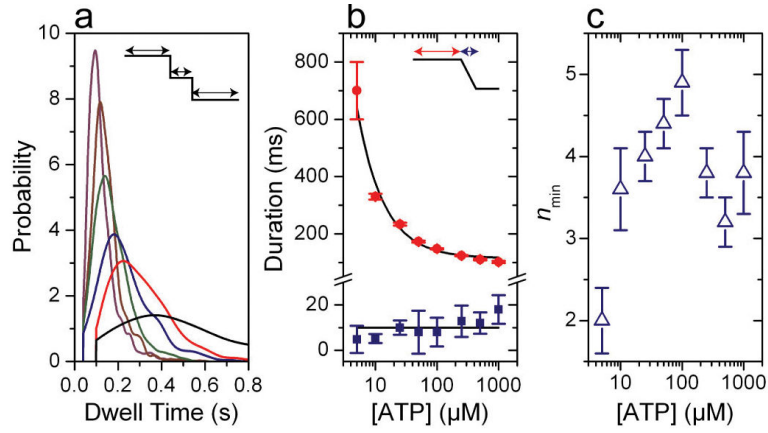 a
Probability
10
8
6
4
2
0
0.0 0.2 0.4 0.6 0.8
Dwell Time (s)
b
Duration (ms)
800
600
400
200
20
0
10 100 1000
[ATP] (μM)
c
n_min
5
4
3
2
10 100 1000
[ATP] (μM)